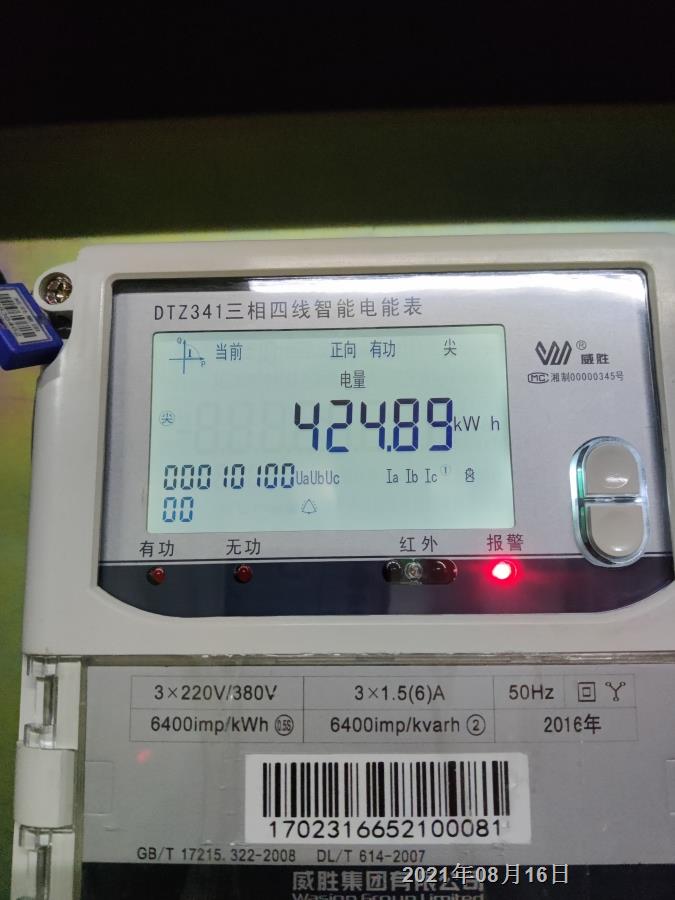 DTZ341三相四线智能电能表
当前 正向 有功 尖
电量
尖 424.89 kW h
00010100 UaUbUc Ia Ib Ic ①
00
威胜®
MC 湘制00000345号
有功 无功 红外 报警
3×220V/380V 3×1.5(6)A 50Hz
6400imp/kWh 0.5S 6400imp/kvarh ② 2016年
1702316652100081
GB/T 17215.322-2008 DL/T 614-2007
2021年08月16日
威胜集团有限公司
Wasion Group Limited